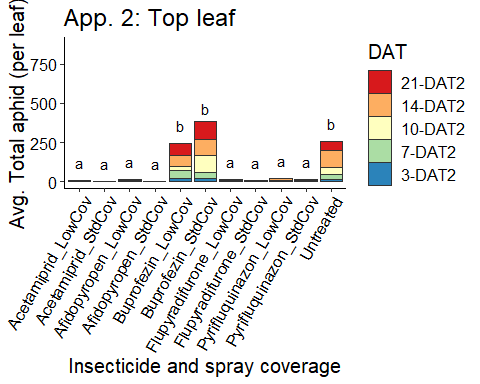 App. 2: Top leaf
Avg. Total aphid (per leaf)
750
500
250
0
a a a a b b a a a a b
Acetamiprid_LowCov
Acetamiprid_StdCov
Afidopyropen_LowCov
Afidopyropen_StdCov
Buprofezin_LowCov
Buprofezin_StdCov
Flupyradifurone_LowCov
Flupyradifurone_StdCov
Pyrifluquinazon_LowCov
Pyrifluquinazon_StdCov
Untreated
Insecticide and spray coverage
DAT
21-DAT2
14-DAT2
10-DAT2
7-DAT2
3-DAT2